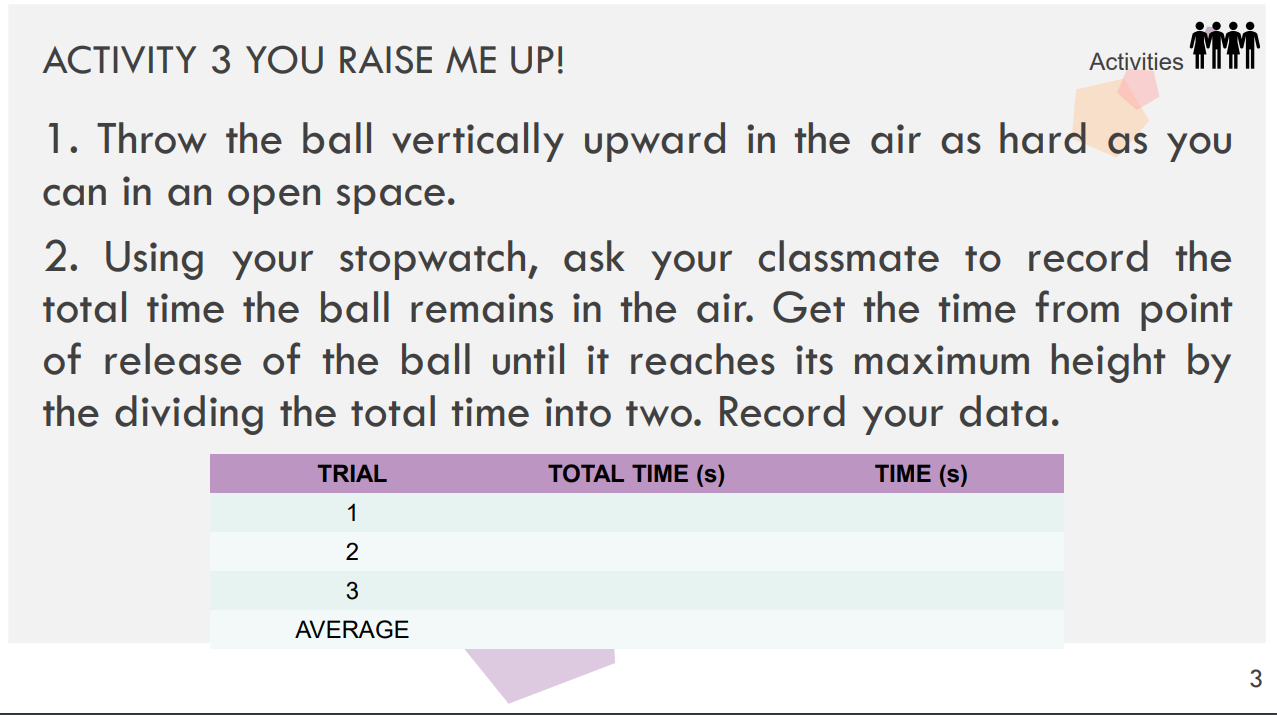 ACTIVITY 3 YOU RAISE ME UP!
Activities
1. Throw the ball vertically upward in the air as hard as you
can in an open space.
2. Using your stopwatch, ask your classmate to record the
total time the ball remains in the air. Get the time from point
of release of the ball until it reaches its maximum height by
the dividing the total time into two. Record your data.
TRIAL TOTAL TIME (s) TIME (s)
1
2
3
AVERAGE
3